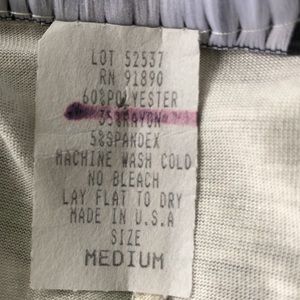 LOT 52537
RN 91890
60%POLYESTER
35%RAYON
5%SPANDEX
MACHINE WASH COLD
NO BLEACH
LAY FLAT TO DRY
MADE IN U.S.A
SIZE
MEDIUM